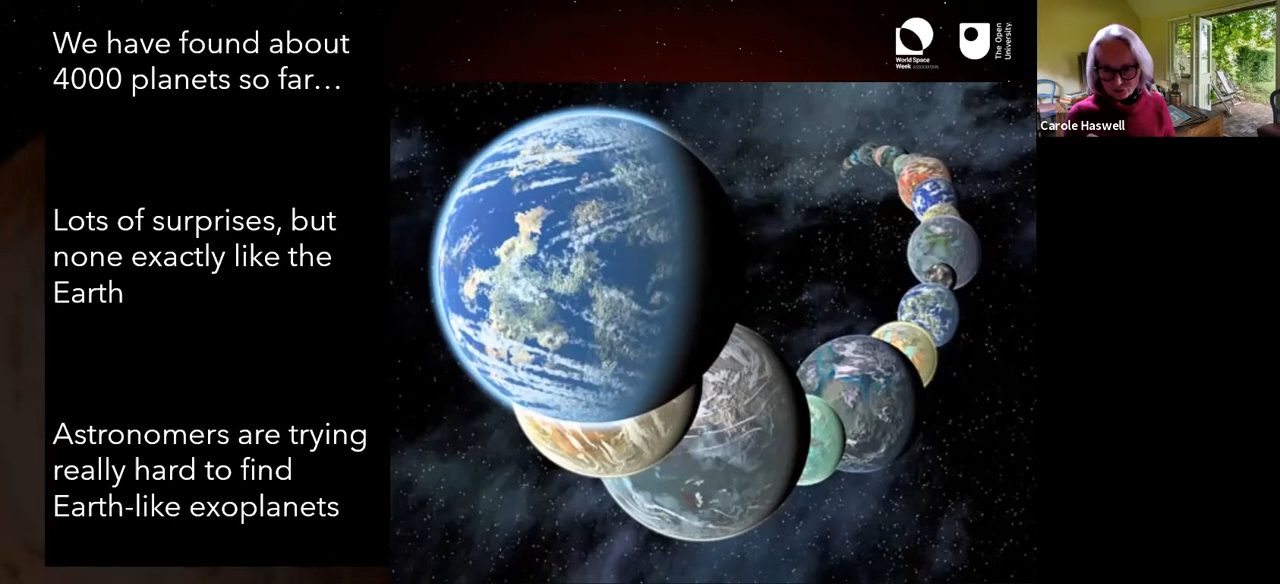 We have found about
4000 planets so far…
World Space
Week ASSOCIATION
The Open
University
Carole Haswell
Lots of surprises, but
none exactly like the
Earth
Astronomers are trying
really hard to find
Earth-like exoplanets